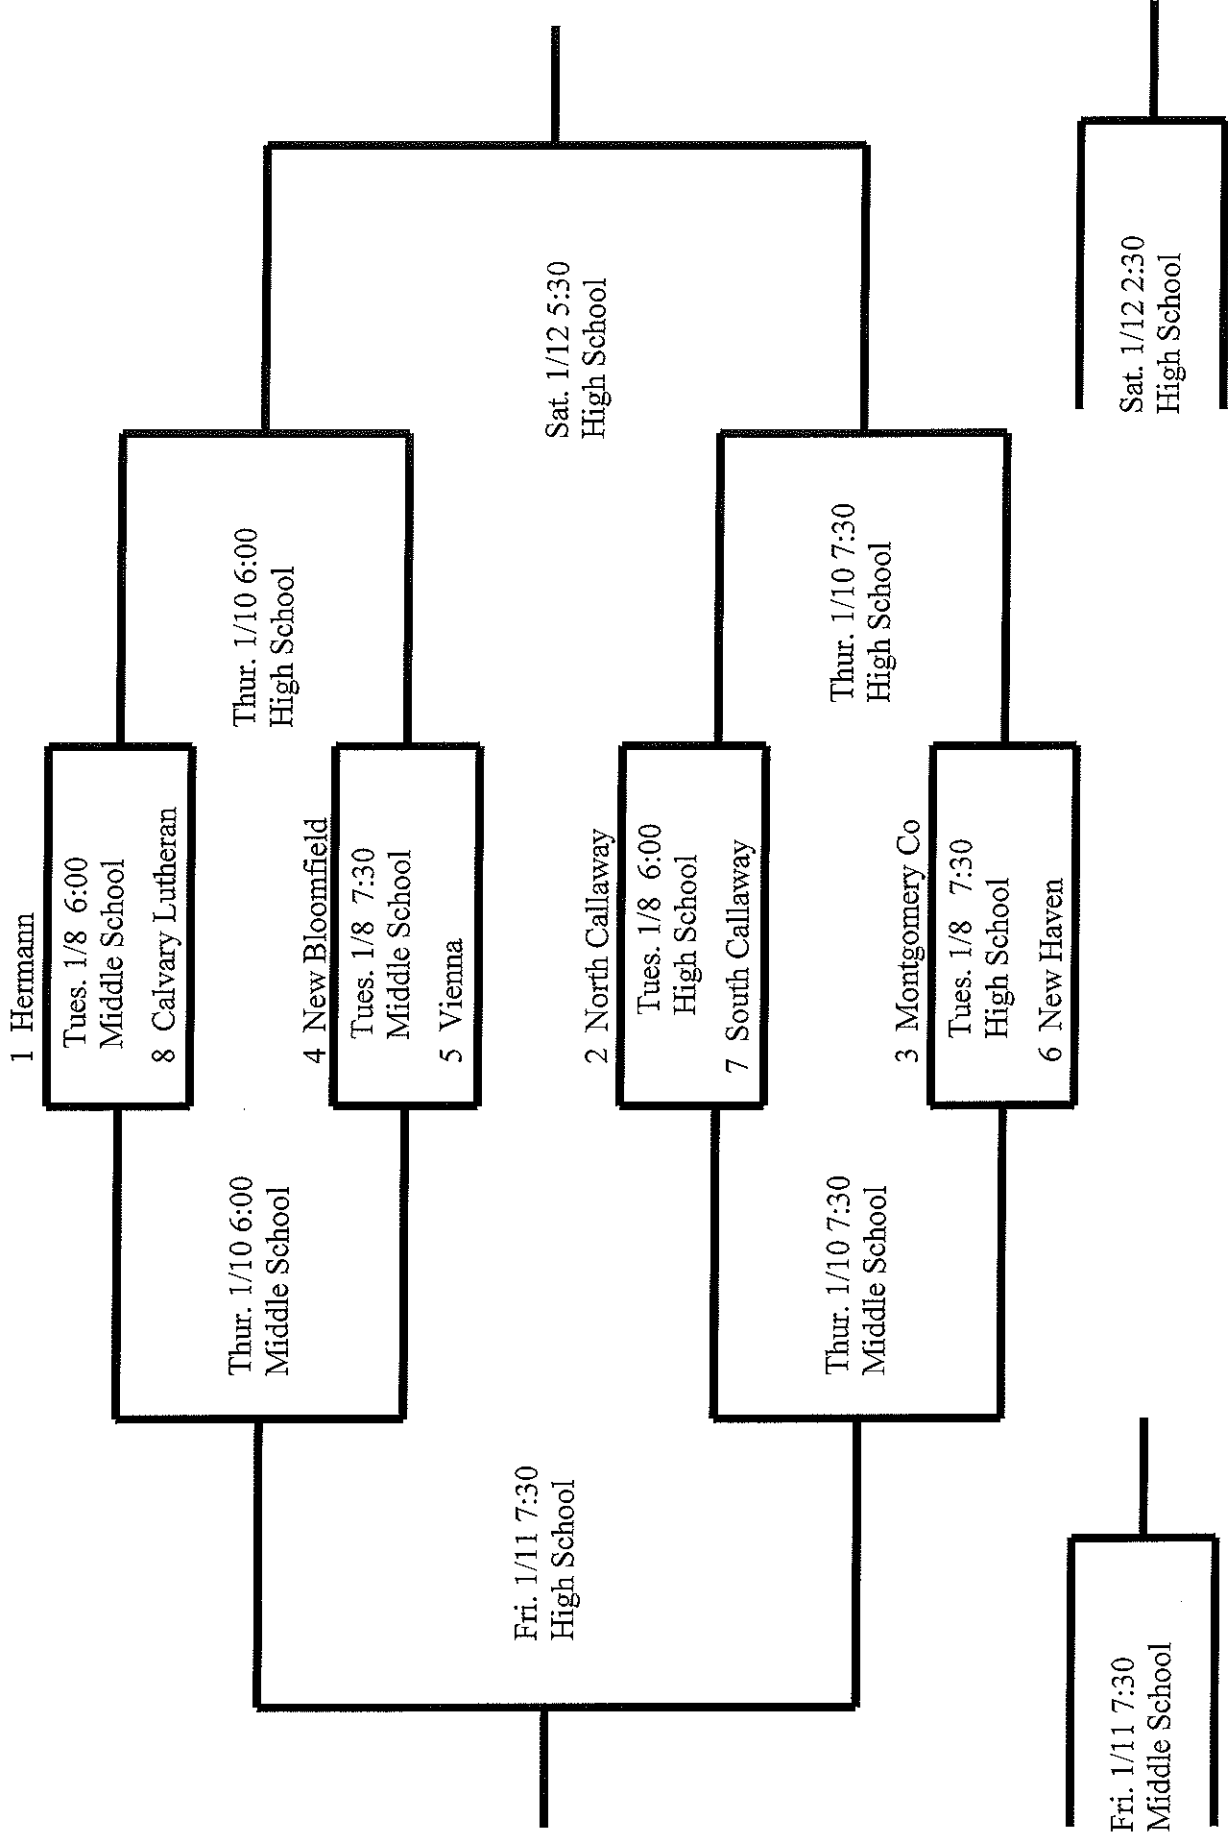 1 Hermann
Tues. 1/8 6:00
Middle School
8 Calvary Lutheran
4 New Bloomfield
Tues. 1/8 7:30
Middle School
5 Vienna
2 North Callaway
Tues. 1/8 6:00
High School
7 South Callaway
3 Montgomery Co
Tues. 1/8 7:30
High School
6 New Haven
Thur. 1/10 6:00
High School
Thur. 1/10 7:30
High School
Sat. 1/12 5:30
High School
Sat. 1/12 2:30
High School
Thur. 1/10 6:00
Middle School
Thur. 1/10 7:30
Middle School
Fri. 1/11 7:30
High School
Fri. 1/11 7:30
Middle School